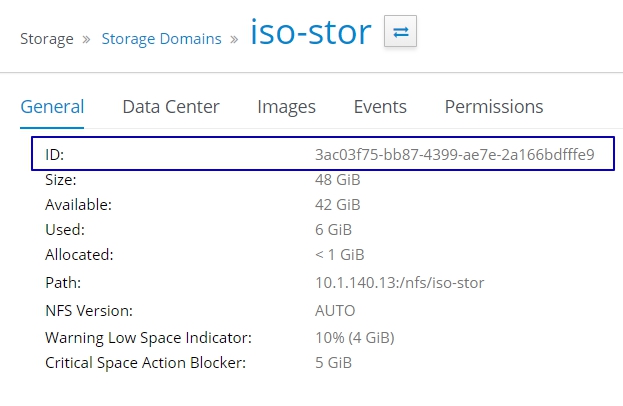 Storage » Storage Domains » iso-stor
General Data Center Images Events Permissions
ID: 3ac03f75-bb87-4399-ae7e-2a166bdfffe9
Size: 48 GiB
Available: 42 GiB
Used: 6 GiB
Allocated: < 1 GiB
Path: 10.1.140.13:/nfs/iso-stor
NFS Version: AUTO
Warning Low Space Indicator: 10% (4 GiB)
Critical Space Action Blocker: 5 GiB